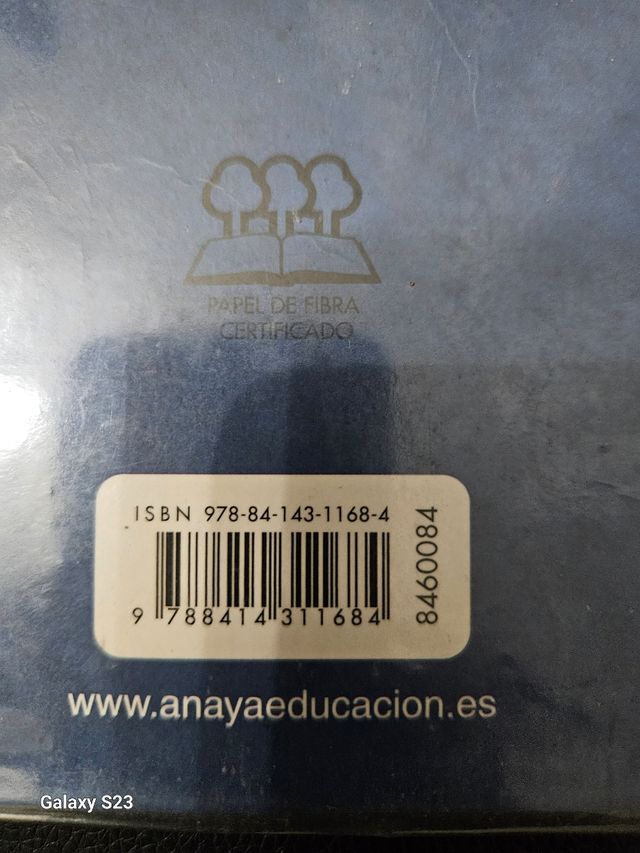 PAPEL DE FIBRA
CERTIFICADO
ISBN 978-84-143-1168-4
9 788414 311684
8460084
www.anayaeducacion.es
Galaxy S23